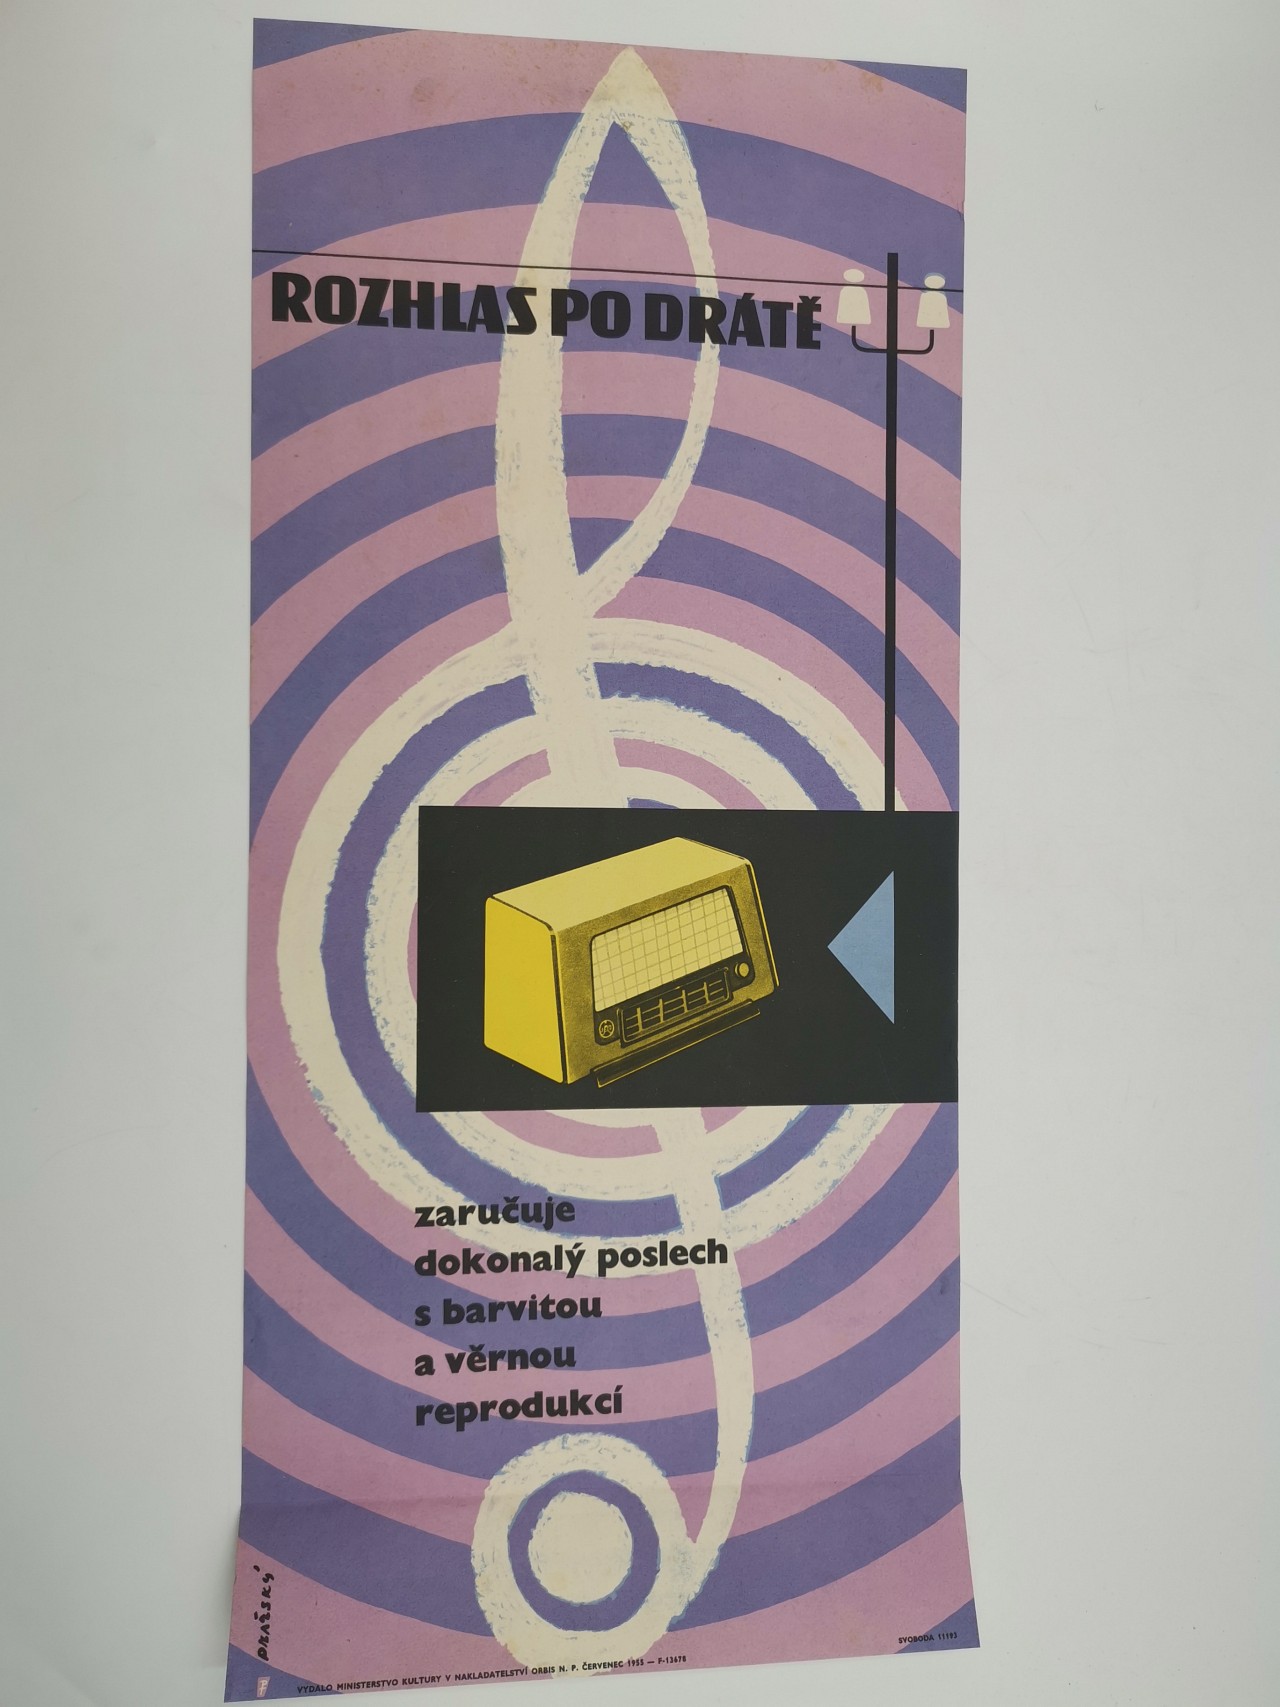 ROZHLAS PO DRÁTĚ
zaručuje
dokonalý poslech
s barvitou
a věrnou
reprodukcí
PRAŽSKÝ
SVOBODA 11193
VYDALO MINISTERSTVO KULTURY V NAKLADATELSTVÍ ORBIS N. P. ČERVENEC 1955 — F-13678